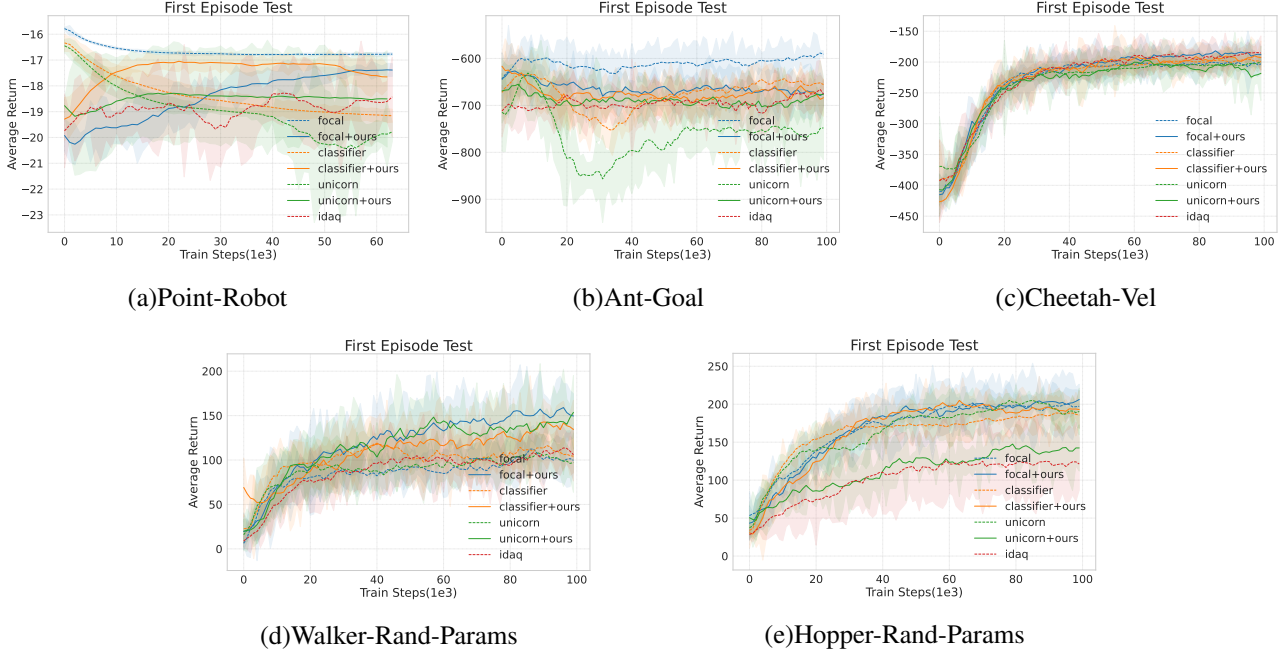 First Episode Test
−16
−17
−18
−19
−20
−21
−22
−23
Average Return
0 10 20 30 40 50 60
Train Steps(1e3)
focal
focal+ours
classifier
classifier+ours
unicorn
unicorn+ours
idaq
(a)Point-Robot
First Episode Test
−600
−700
−800
−900
Average Return
0 20 40 60 80 100
Train Steps(1e3)
focal
focal+ours
classifier
classifier+ours
unicorn
unicorn+ours
idaq
(b)Ant-Goal
First Episode Test
−150
−200
−250
−300
−350
−400
−450
Average Return
0 20 40 60 80 100
Train Steps(1e3)
focal
focal+ours
classifier
classifier+ours
unicorn
unicorn+ours
idaq
(c)Cheetah-Vel
First Episode Test
200
150
100
50
0
Average Return
0 20 40 60 80 100
Train Steps(1e3)
focal
focal+ours
classifier
classifier+ours
unicorn
unicorn+ours
idaq
(d)Walker-Rand-Params
First Episode Test
250
200
150
100
50
0
Average Return
0 20 40 60 80 100
Train Steps(1e3)
focal
focal+ours
classifier
classifier+ours
unicorn
unicorn+ours
idaq
(e)Hopper-Rand-Params